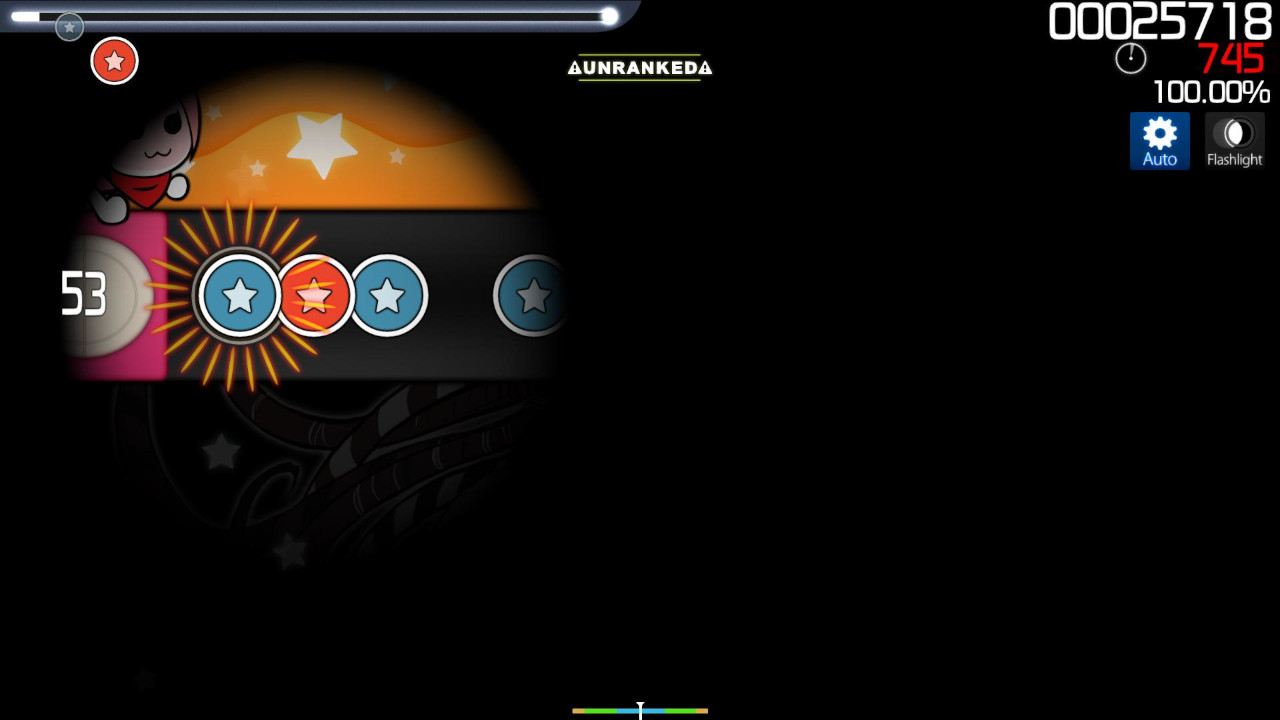 00025718
⚠UNRANKED⚠
745
100.00%
Auto
Flashlight
53